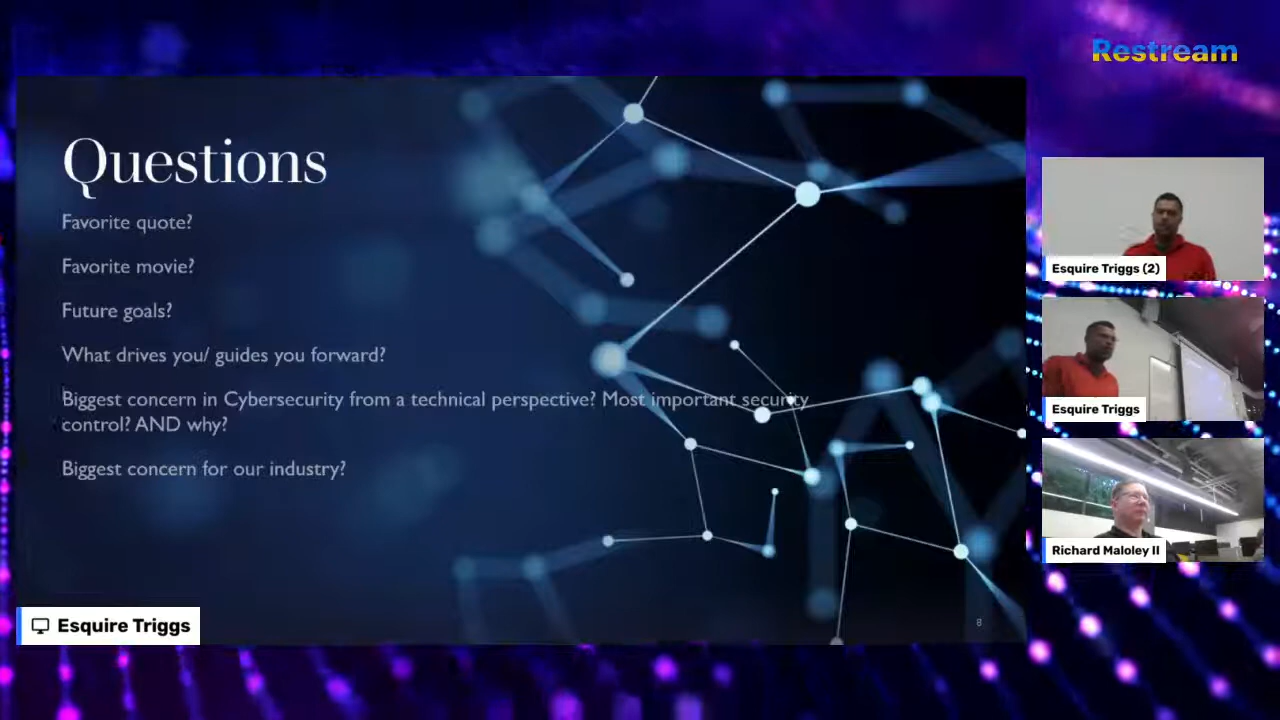 Restream
Questions
Favorite quote?
Favorite movie?
Future goals?
What drives you/ guides you forward?
Biggest concern in Cybersecurity from a technical perspective? Most important security
control? AND why?
Biggest concern for our industry?
8
Esquire Triggs
Esquire Triggs (2)
Esquire Triggs
Richard Maloley II